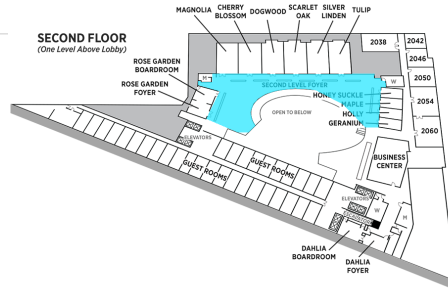 MAGNOLIA
CHERRY
BLOSSOM
DOGWOOD
SCARLET
OAK
SILVER
LINDEN
TULIP
SECOND FLOOR
(One Level Above Lobby)
2038
2042
2046
2050
2054
2060
ROSE GARDEN
BOARDROOM
ROSE GARDEN
FOYER
M
W
SECOND LEVEL FOYER
HONEY SUCKLE
MAPLE
HOLLY
GERANIUM
OPEN TO BELOW
ELEVATORS
BUSINESS
CENTER
GUEST ROOMS
GUEST ROOMS
ELEVATORS
W
M
DAHLIA
BOARDROOM
DAHLIA
FOYER